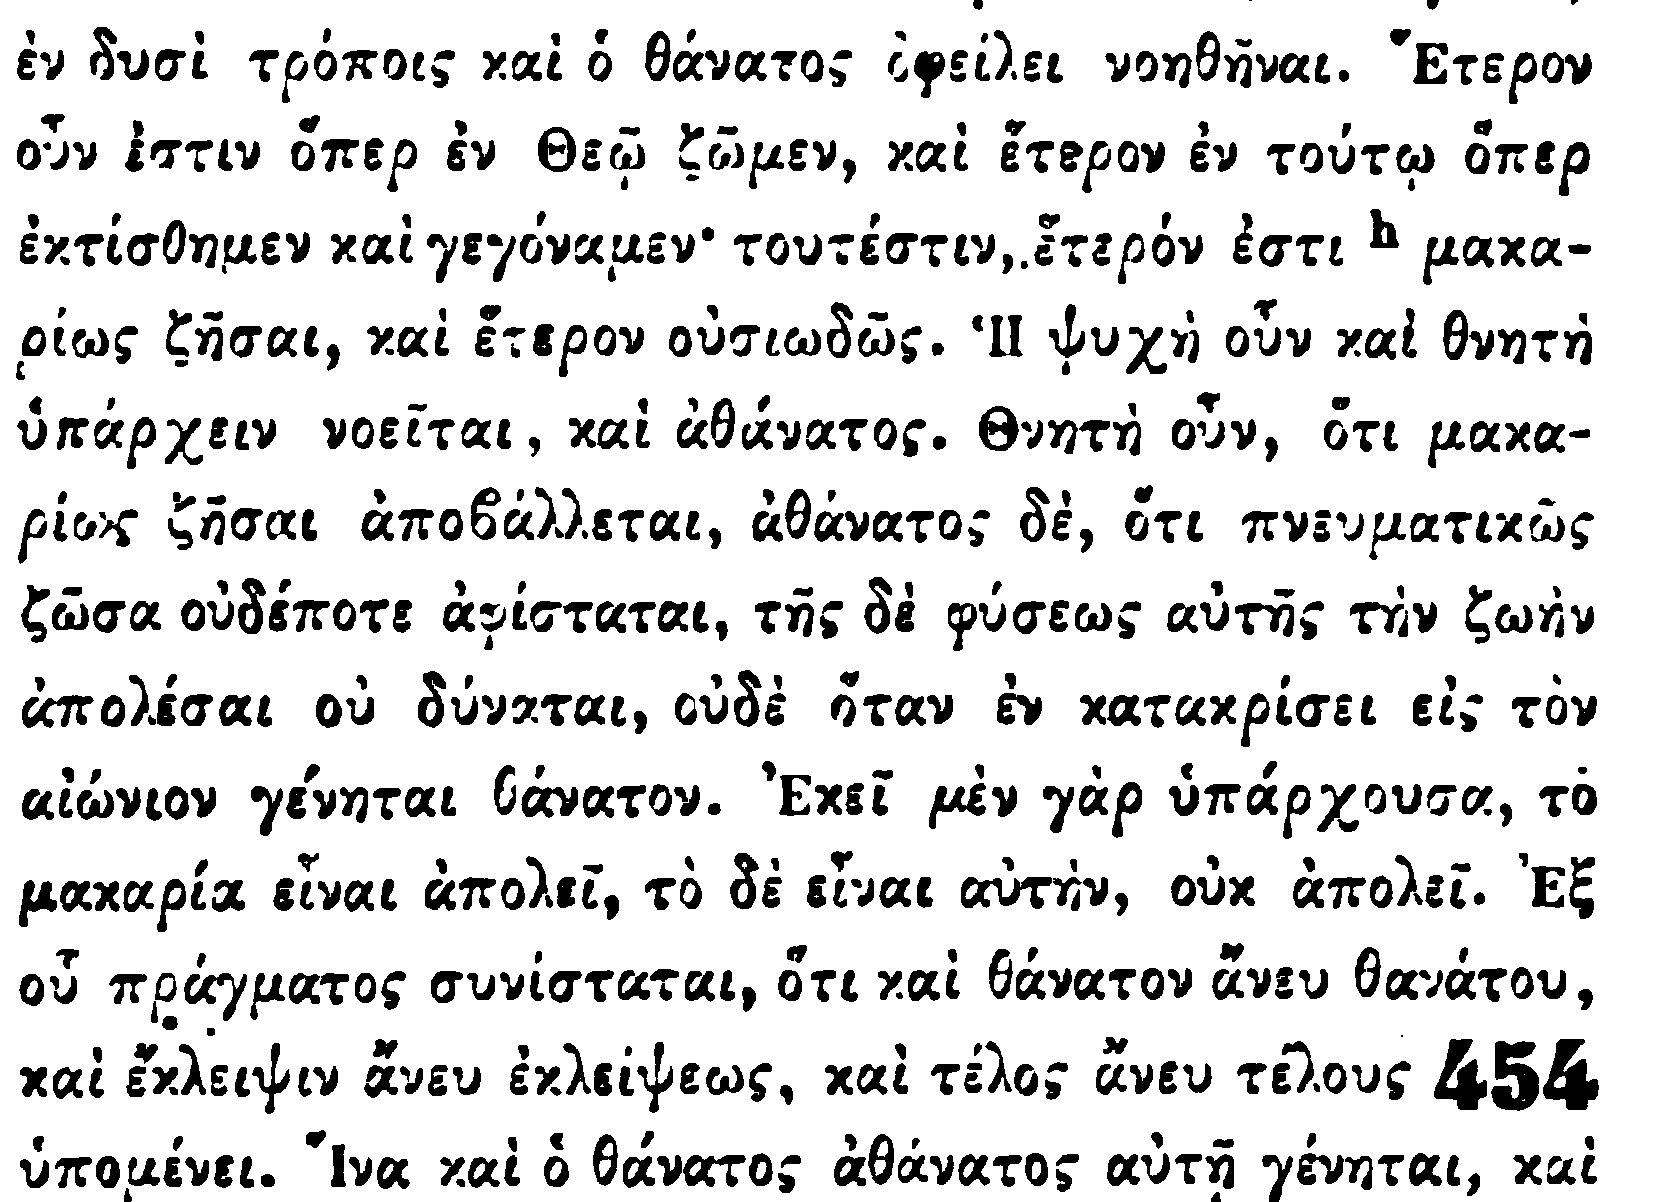 ἐν δυσὶ τρόποις καὶ ὁ θάνατος ὀφείλει νοηθῆναι. Ἕτερον
οὖν ἐστιν ὅπερ ἐν Θεῷ ζῶμεν, καὶ ἕτερον ἐν τούτῳ ὅπερ
ἐκτίσθημεν καὶ γεγόναμεν· τουτέστιν, ἕτερόν ἐστι h μακα-
ρίως ζῆσαι, καὶ ἕτερον οὐσιωδῶς. Ἡ ψυχὴ οὖν καὶ θνητὴ
ὑπάρχειν νοεῖται, καὶ ἀθάνατος. Θνητὴ οὖν, ὅτι μακα-
ρίως ζῆσαι ἀποβάλλεται, ἀθάνατος δὲ, ὅτι πνευματικῶς
ζῶσα οὐδέποτε ἀφίσταται, τῆς δὲ φύσεως αὐτῆς τὴν ζωὴν
ἀπολέσαι οὐ δύναται, οὐδὲ ὅταν ἐν κατακρίσει εἰς τὸν
αἰώνιον γένηται θάνατον. Ἐκεῖ μὲν γὰρ ὑπάρχουσα, τὸ
μακαρία εἶναι ἀπολεῖ, τὸ δὲ εἶναι αὐτὴν, οὐκ ἀπολεῖ. Ἐξ
οὗ πράγματος συνίσταται, ὅτι καὶ θάνατον ἄνευ θανάτου,
καὶ ἔκλειψιν ἄνευ ἐκλείψεως, καὶ τέλος ἄνευ τέλους 454
ὑπομένει. Ἵνα καὶ ὁ θάνατος ἀθάνατος αὐτῇ γένηται, καὶ